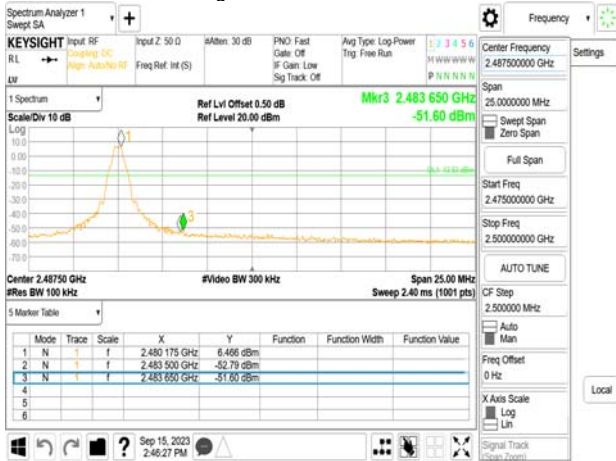 Spectrum Analyzer 1
Swept SA
+
Frequency
KEYSIGHT Input: RF Input Z: 50 Ω #Atten: 30 dB PNO: Fast Avg Type: Log-Power 1 2 3 4 5 6
RL Coupling: DC Gate: Off Trig: Free Run
Align: Auto/No RF Freq Ref: Int (S) IF Gain: Low M W W W W W
Sig Track: Off P N N N N N
1 Spectrum
Ref Lvl Offset 0.50 dB Mkr3 2.483 650 GHz
Scale/Div 10 dB Ref Level 20.00 dBm -51.60 dBm
Log
10.0
0.00
-10.0
-20.0
-30.0
-40.0
-50.0
-60.0
-70.0
1
3
Center 2.48750 GHz #Video BW 300 kHz Span 25.00 MHz
#Res BW 100 kHz Sweep 2.40 ms (1001 pts)
5 Marker Table
Mode Trace Scale X Y Function Function Width Function Value
1 N 1 f 2.480 175 GHz 6.466 dBm
2 N 1 f 2.483 500 GHz -52.79 dBm
3 N 1 f 2.483 650 GHz -51.60 dBm
4
5
6
Sep 15, 2023
2:46:27 PM
?
Center Frequency
2.487500000 GHz
Settings
Span
25.0000000 MHz
Swept Span
Zero Span
Full Span
Start Freq
2.475000000 GHz
Stop Freq
2.500000000 GHz
AUTO TUNE
CF Step
2.500000 MHz
Auto
Man
Freq Offset
0 Hz
Local
X Axis Scale
Log
Lin
Signal Track
(Span Zoom)